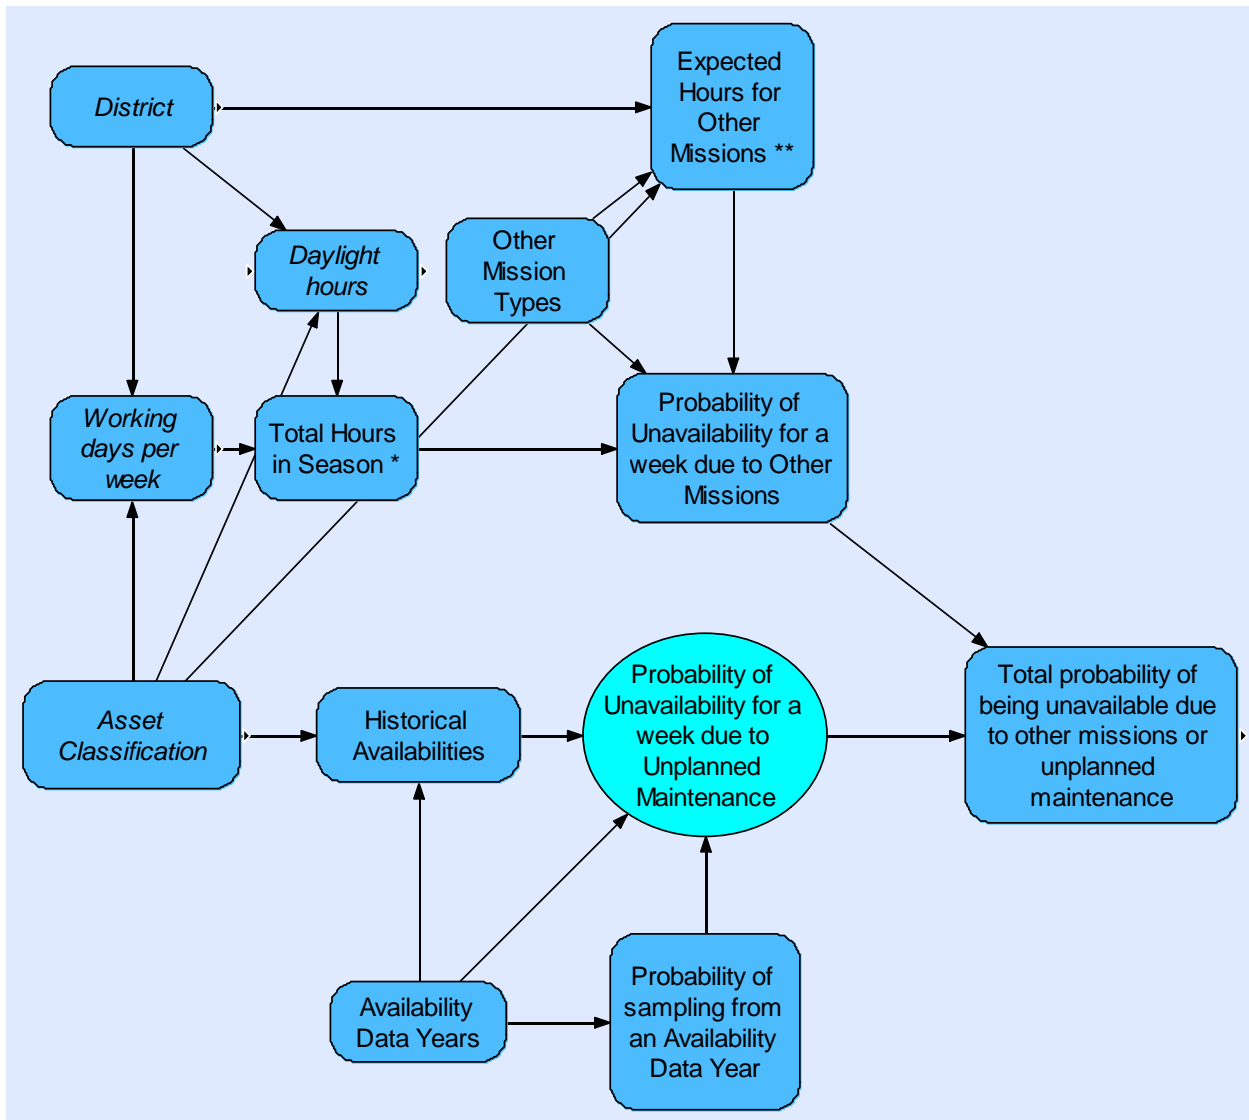 Expected
Hours for
Other
Missions **
District
Other
Mission
Types
Daylight
hours
Working
days per
week
Total Hours
in Season *
Probability of
Unavailability for a
week due to Other
Missions
Asset
Classification
Historical
Availabilities
Probability of
Unavailability for a
week due to
Unplanned
Maintenance
Total probability of
being unavailable due
to other missions or
unplanned
maintenance
Availability
Data Years
Probability of
sampling from
an Availability
Data Year